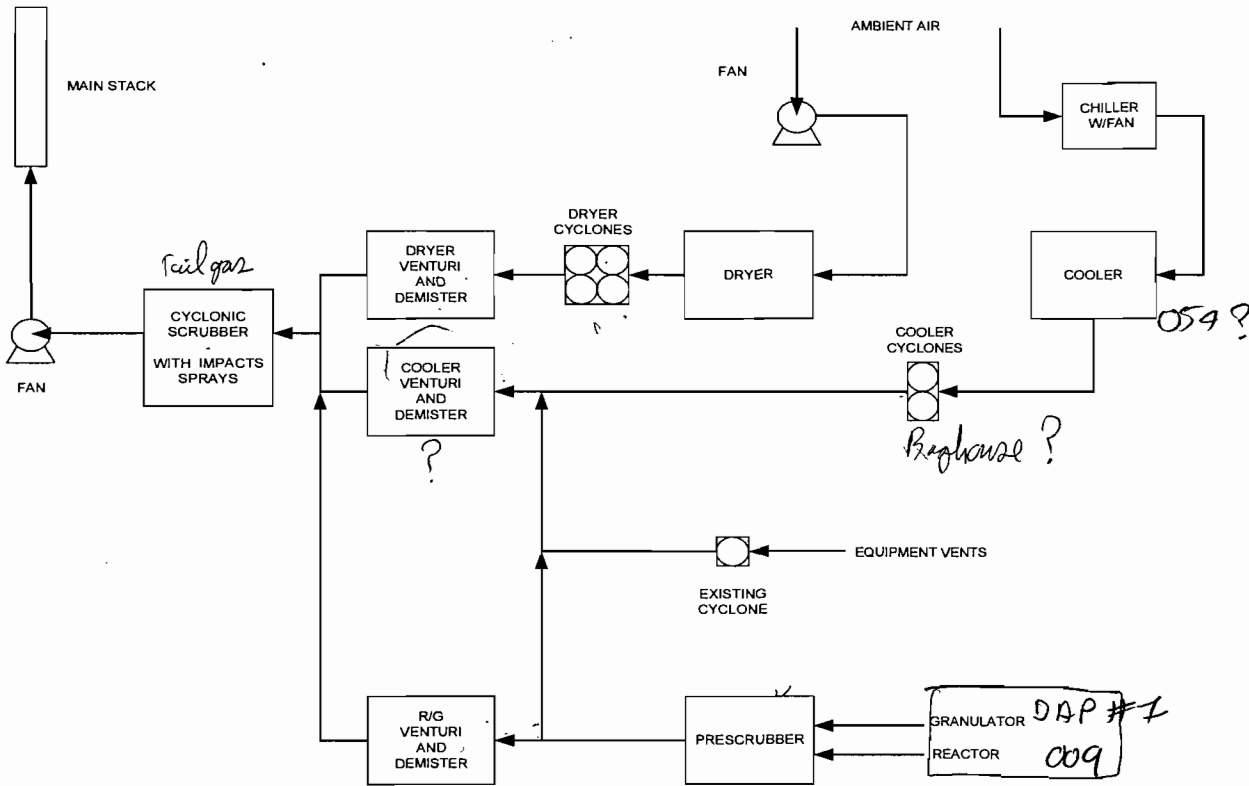 AMBIENT AIR
MAIN STACK
FAN
CHILLER
W/FAN
DRYER
CYCLONES
DRYER
VENTURI
AND
DEMISTER
DRYER
COOLER
Tail gas
CYCLONIC
SCRUBBER
-
WITH IMPACTS
SPRAYS
FAN
054 ?
COOLER
CYCLONES
COOLER
VENTURI
AND
DEMISTER
?
Baghouse ?
EQUIPMENT VENTS
EXISTING
CYCLONE
R/G
VENTURI
AND
DEMISTER
PRESCRUBBER
GRANULATOR DAP #1
REACTOR 009